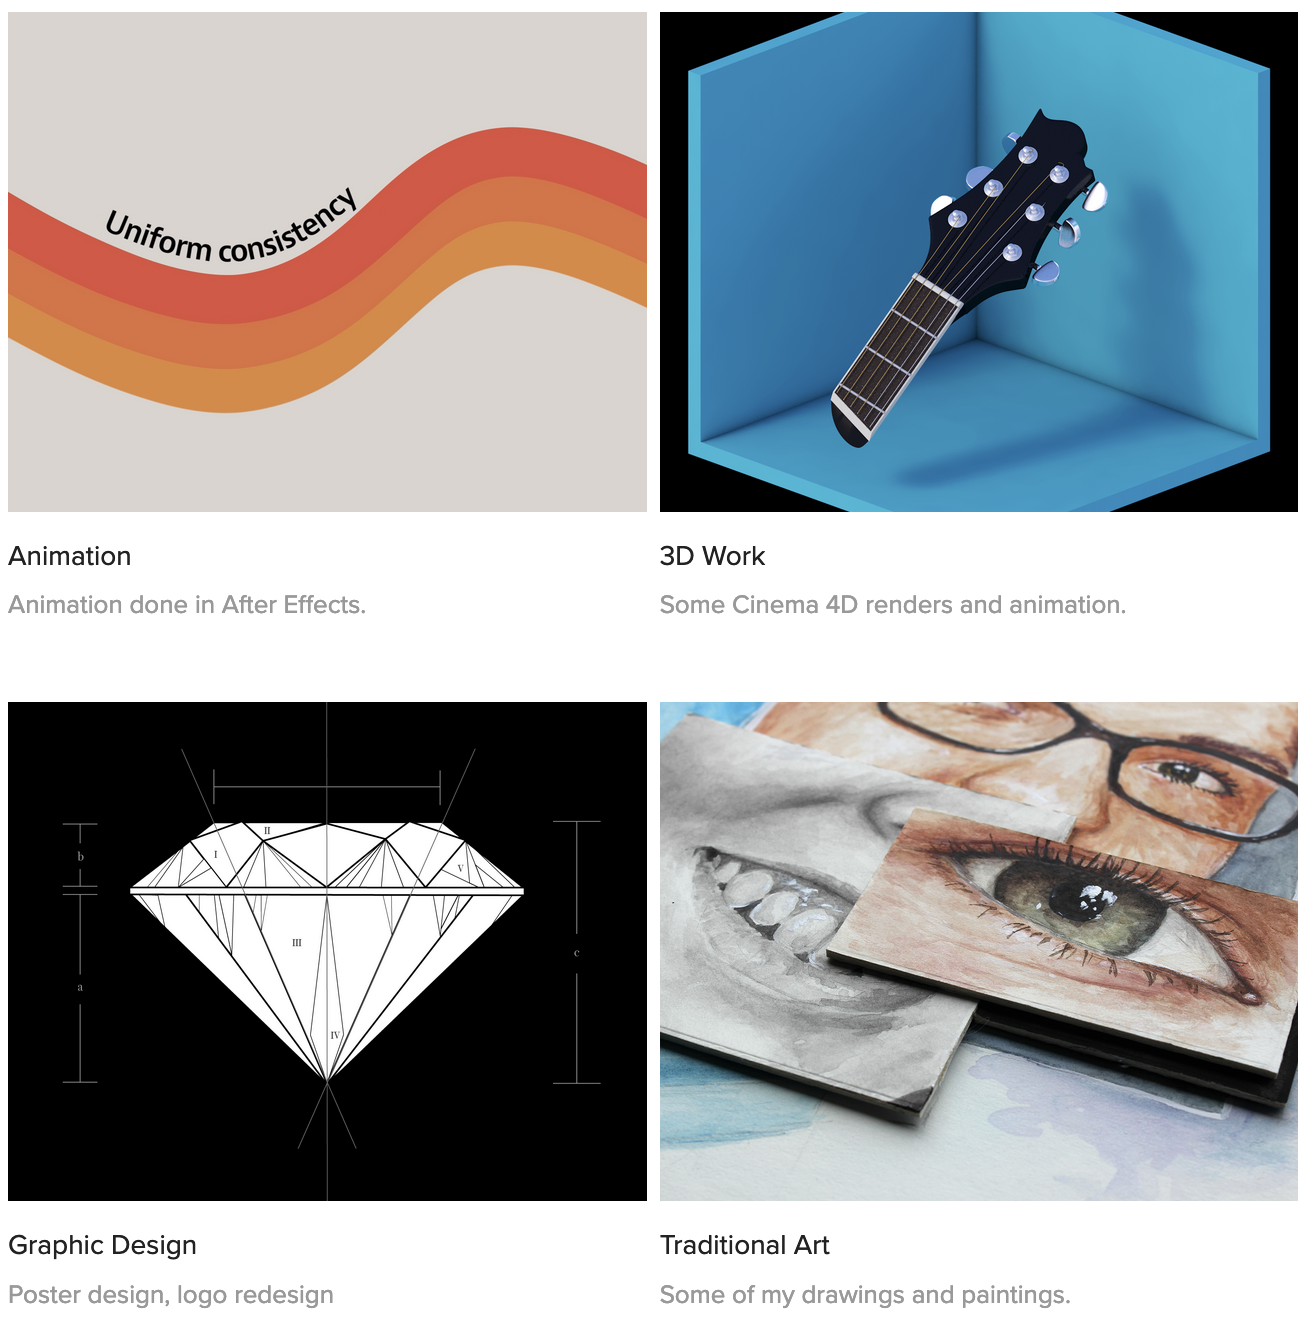 Uniform consistency
Animation
Animation done in After Effects.
3D Work
Some Cinema 4D renders and animation.
II
I
V
b
III
c
a
IV
Graphic Design
Poster design, logo redesign
Traditional Art
Some of my drawings and paintings.